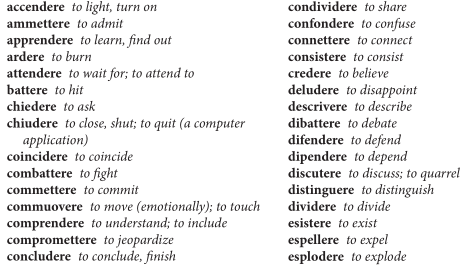 accendere to light, turn on
ammettere to admit
apprendere to learn, find out
ardere to burn
attendere to wait for; to attend to
battere to hit
chiedere to ask
chiudere to close, shut; to quit (a computer
application)
coincidere to coincide
combattere to fight
commettere to commit
commuovere to move (emotionally); to touch
comprendere to understand; to include
compromettere to jeopardize
concludere to conclude, finish
condividere to share
confondere to confuse
connettere to connect
consistere to consist
credere to believe
deludere to disappoint
descrivere to describe
dibattere to debate
difendere to defend
dipendere to depend
discutere to discuss; to quarrel
distinguere to distinguish
dividere to divide
esistere to exist
espellere to expel
esplodere to explode